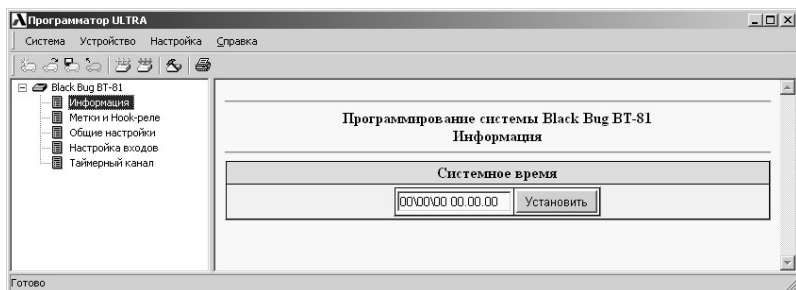 Программатор ULTRA
Система Устройство Настройка Справка
Black Bug BT-81
Информация
Метки и Hook-реле
Общие настройки
Настройка входов
Таймерный канал
Программирование системы Black Bug BT-81
Информация
Системное время
00\00\00 00.00.00 Установить
Готово